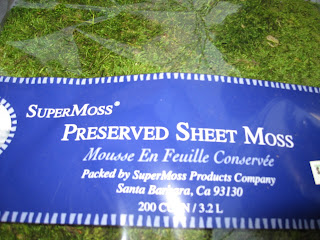 SUPERMOSS®
PRESERVED SHEET MOSS
Mousse En Feuille Conservée
Packed by SuperMoss Products Company
Santa Barbara, Ca 93130
200 CU IN / 3.2 L